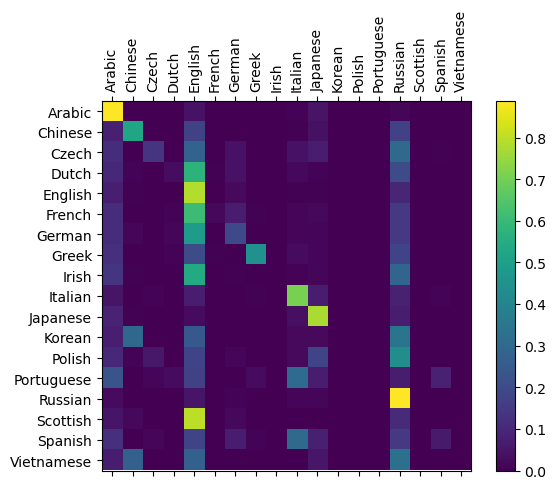 Arabic
Chinese
Czech
Dutch
English
French
German
Greek
Irish
Italian
Japanese
Korean
Polish
Portuguese
Russian
Scottish
Spanish
Vietnamese
Arabic
Chinese
Czech
Dutch
English
French
German
Greek
Irish
Italian
Japanese
Korean
Polish
Portuguese
Russian
Scottish
Spanish
Vietnamese
0.8
0.7
0.6
0.5
0.4
0.3
0.2
0.1
0.0